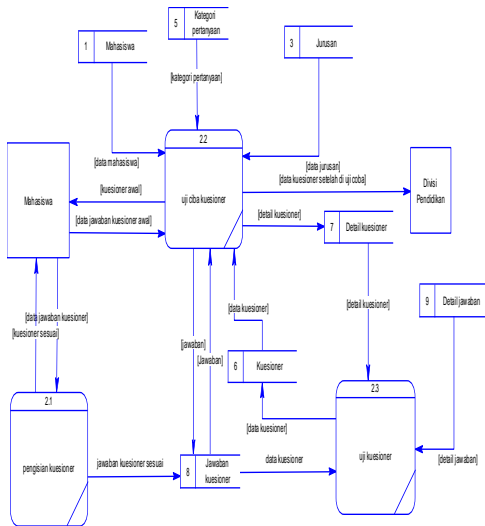 5
Kategori
pertanyaan
1
Mahasiswa
3
Jurusan
[kategori pertanyaan]
2.2
[data mahasiswa]
[data jurusan]
[kuesioner awal]
uji ciba kuesioner
[data kuesioner setelah di uji coba]
Mahasiswa
Divisi
Pendidikan
[data jawaban kuesioner awal]
[detail kuesioner]
7
Detail kuesioner
[data jawaban kuesioner]
[kuesioner sesuai]
[data kuesioner]
[detail kuesioner]
9
Detail jawaban
[jawaban]
[Jawaban]
6
Kuesioner
2.1
2.3
[data kuesioner]
pengisian kuesioner
jawaban kuesioner sesuai
8
Jawaban
kuesioner
data kuesioner
uji kuesioner
[detail jawaban]